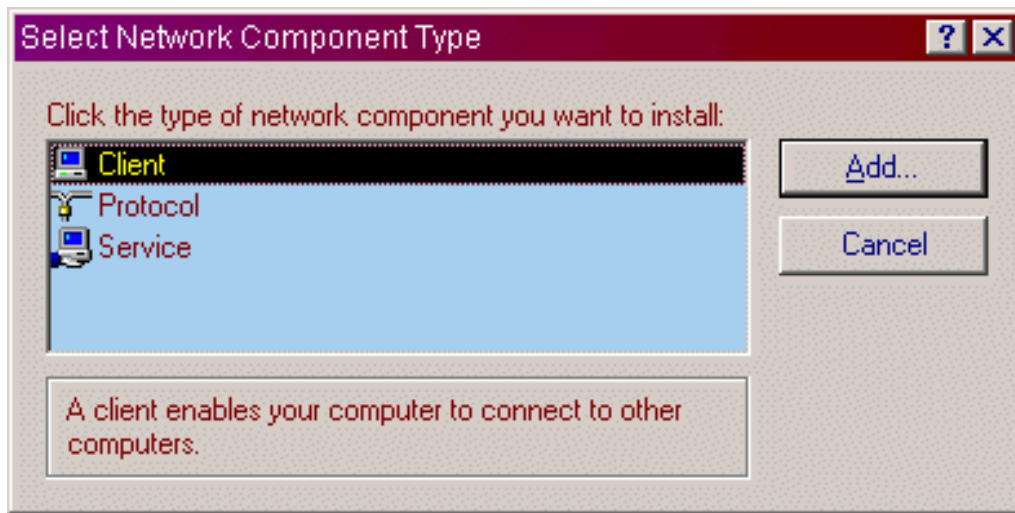 Select Network Component Type
Click the type of network component you want to install:
Client
Protocol
Service
Add...
Cancel
A client enables your computer to connect to other
computers.